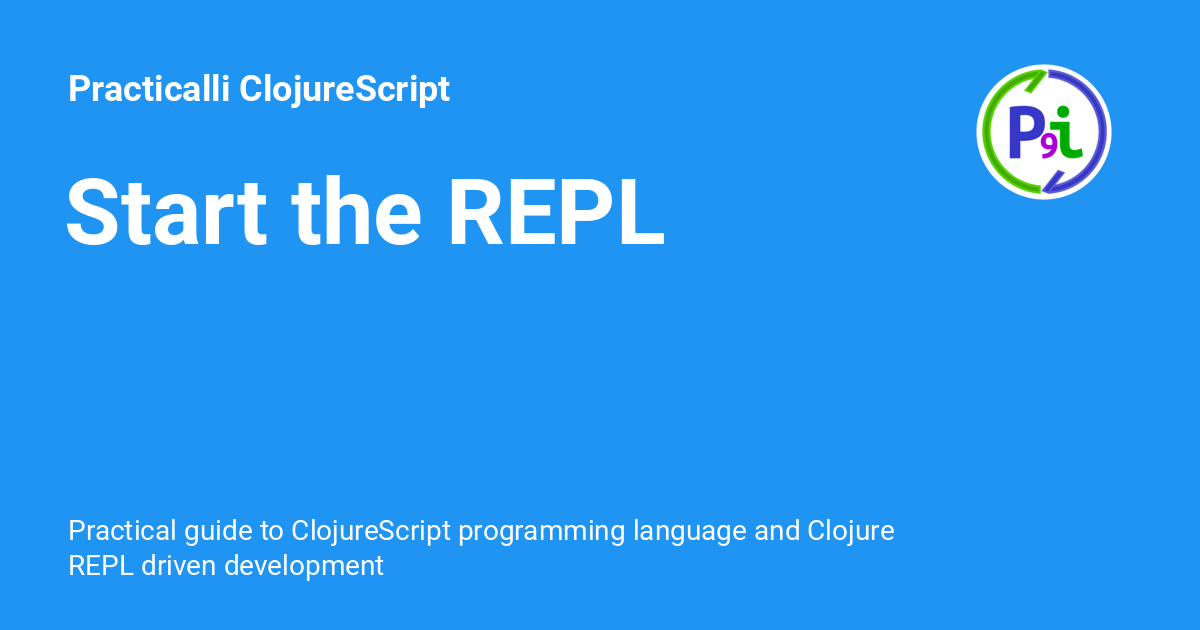 Practicalli ClojureScript
P9i
Start the REPL
Practical guide to ClojureScript programming language and Clojure
REPL driven development